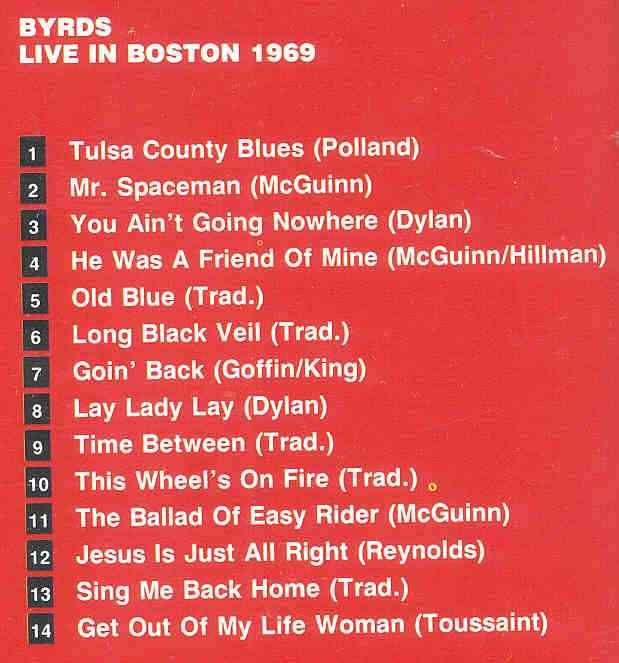 BYRDS
LIVE IN BOSTON 1969
1 Tulsa County Blues (Polland)
2 Mr. Spaceman (McGuinn)
3 You Ain't Going Nowhere (Dylan)
4 He Was A Friend Of Mine (McGuinn/Hillman)
5 Old Blue (Trad.)
6 Long Black Veil (Trad.)
7 Goin' Back (Goffin/King)
8 Lay Lady Lay (Dylan)
9 Time Between (Trad.)
10 This Wheel's On Fire (Trad.)
11 The Ballad Of Easy Rider (McGuinn)
12 Jesus Is Just All Right (Reynolds)
13 Sing Me Back Home (Trad.)
14 Get Out Of My Life Woman (Toussaint)